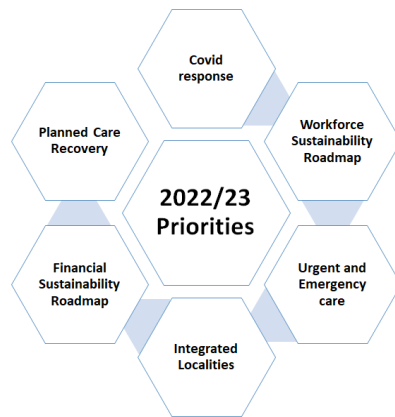 Covid
response
Planned Care
Recovery
Workforce
Sustainability
Roadmap
2022/23
Priorities
Financial
Sustainability
Roadmap
Urgent and
Emergency
care
Integrated
Localities